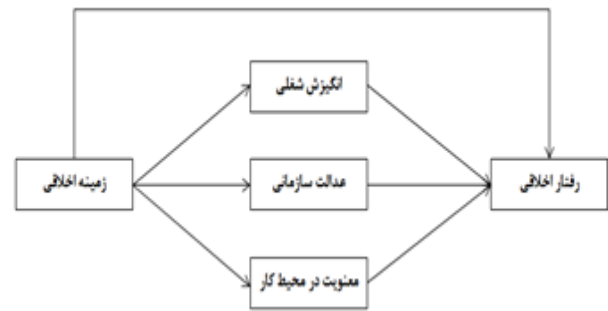 انگیزش شغلی
زمینه اخلاقی
عدالت سازمانی
رفتار اخلاقی
معنویت در محیط کار